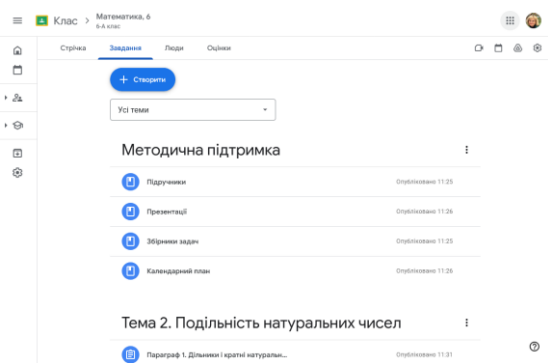 Клас
Математика, 6
6-А клас
Стрічка
Завдання
Люди
Оцінки
Створити
Усі теми
Методична підтримка
Підручники
Опубліковано 11:25
Презентації
Опубліковано 11:26
Збірники задач
Опубліковано 11:25
Календарний план
Опубліковано 11:26
Тема 2. Подільність натуральних чисел
Параграф 1. Дільники і кратні натуральн...
Опубліковано 11:31